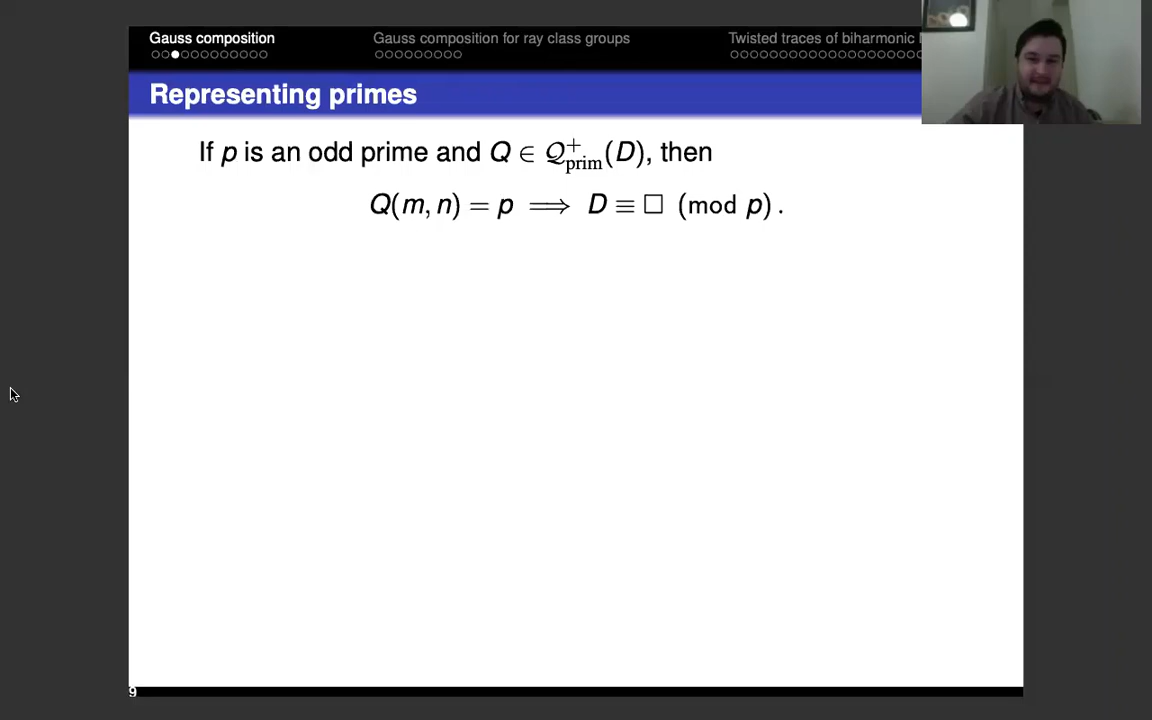 Gauss composition
Gauss composition for ray class groups
Twisted traces of biharmonic
Representing primes
If p is an odd prime and Q ∈ 𝒬⁺_prim(D), then
Q(m, n) = p ⟹ D ≡ □ (mod p) .
9